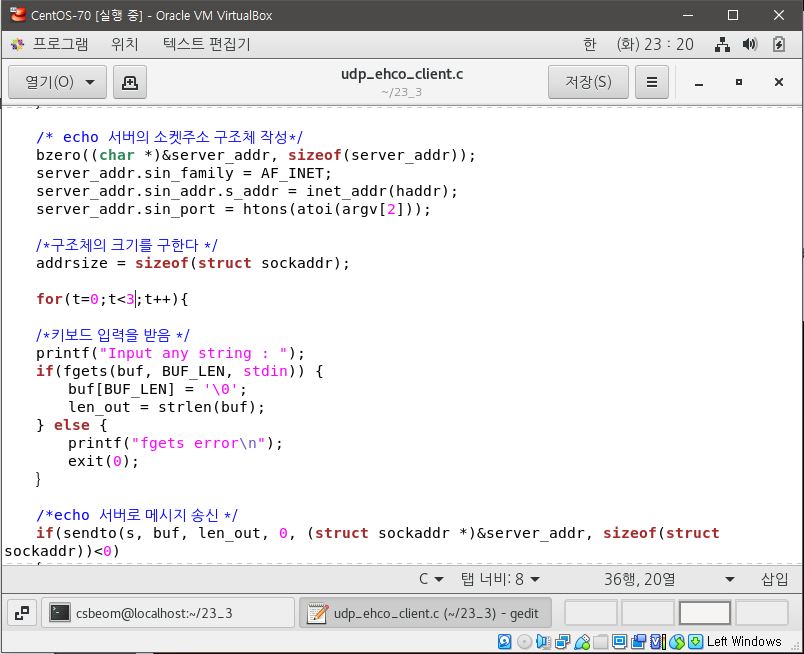 CentOS-70 [실행 중] - Oracle VM VirtualBox
프로그램 위치 텍스트 편집기 한 (화) 23 : 20
열기(O) udp_ehco_client.c 저장(S)
~/23_3
/* echo 서버의 소켓주소 구조체 작성*/
bzero((char *)&server_addr, sizeof(server_addr));
server_addr.sin_family = AF_INET;
server_addr.sin_addr.s_addr = inet_addr(haddr);
server_addr.sin_port = htons(atoi(argv[2]));
/*구조체의 크기를 구한다 */
addrsize = sizeof(struct sockaddr);
for(t=0;t<3;t++){
/*키보드 입력을 받음 */
printf("Input any string : ");
if(fgets(buf, BUF_LEN, stdin)) {
buf[BUF_LEN] = '\0';
len_out = strlen(buf);
} else {
printf("fgets error\n");
exit(0);
}
/*echo 서버로 메시지 송신 */
if(sendto(s, buf, len_out, 0, (struct sockaddr *)&server_addr, sizeof(struct
sockaddr))<0)
C 탭 너비: 8 36행, 20열 삽입
csbeom@localhost:~/23_3 udp_ehco_client.c (~/23_3) - gedit
Left Windows